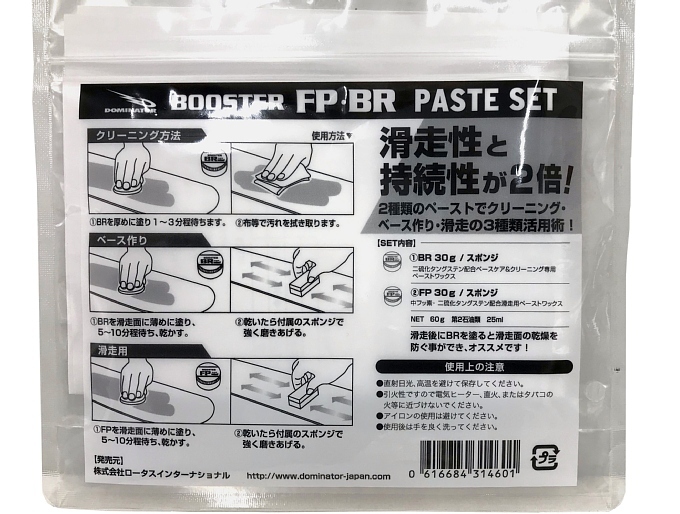 DOMINATOR BOOSTER FP・BR PASTE SET
クリーニング方法 使用方法▼
BR
①BRを厚めに塗り1〜3分程待ちます。 ②布等で汚れを拭き取ります。
ベース作り
BR
①BRを滑走面に薄めに塗り、
5〜10分程待ち、乾かす。
②乾いたら付属のスポンジで
強く磨きあげる。
滑走用
FP
①FPを滑走面に薄めに塗り、
5〜10分程待ち、乾かす。
②乾いたら付属のスポンジで
強く磨きあげる。
【発売元】
株式会社ロータスインターナショナル http://www.dominator-japan.com
滑走性と
持続性が2倍!
2種類のペーストでクリーニング・
ベース作り・滑走の3種類活用術!
【SET内容】
①BR 30g / スポンジ
二硫化タングステン配合ベースケア&クリーニング専用
ペーストワックス
②FP 30g / スポンジ
中フッ素・二硫化タングステン配合滑走用ペーストワックス
NET 60g 第2石油類 25ml
滑走後にBRを塗ると滑走面の乾燥を
防ぐ事ができ、オススメです!
使用上の注意
●直射日光、高温を避けて保存してください。
●引火性ですので電気ヒーター、直火、またはタバコの
火等に近づけないでください。
●アイロンの使用は避けてください。
●使用後は手を良く洗ってください。
0 616684 314601
プラ